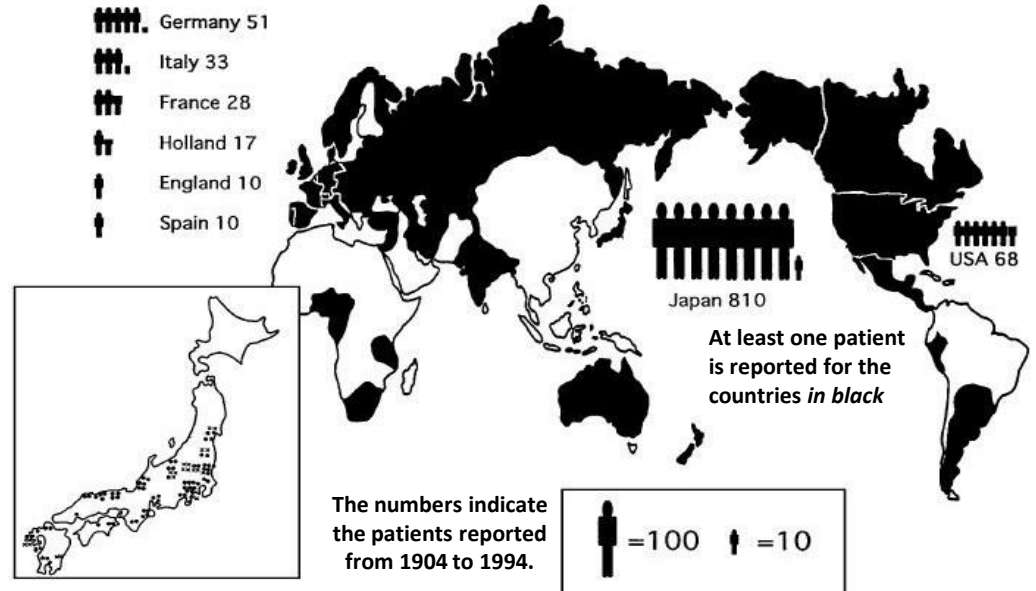 Germany 51
Italy 33
France 28
Holland 17
England 10
Spain 10
USA 68
Japan 810
At least one patient
is reported for the
countries in black
The numbers indicate
the patients reported
from 1904 to 1994.
=100 =10